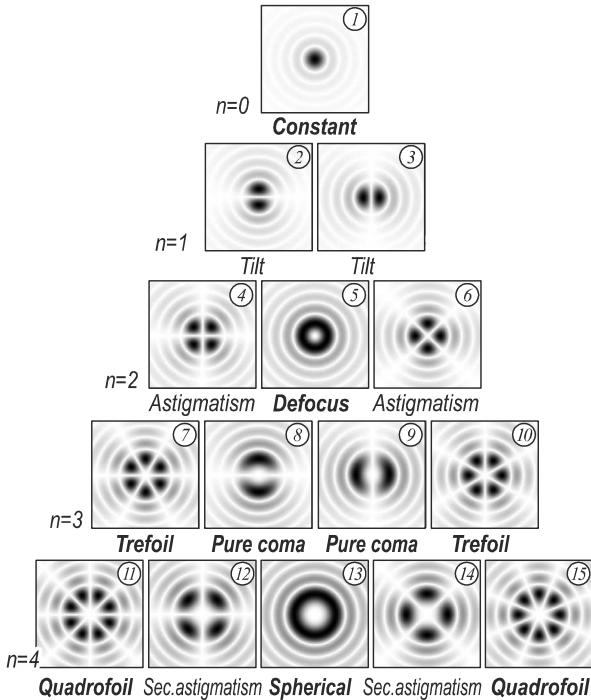 1
n=0
Constant
2 3
n=1
Tilt Tilt
4 5 6
n=2
Astigmatism Defocus Astigmatism
7 8 9 10
n=3
Trefoil Pure coma Pure coma Trefoil
11 12 13 14 15
n=4
Quadrofoil Sec.astigmatism Spherical Sec.astigmatism Quadrofoil